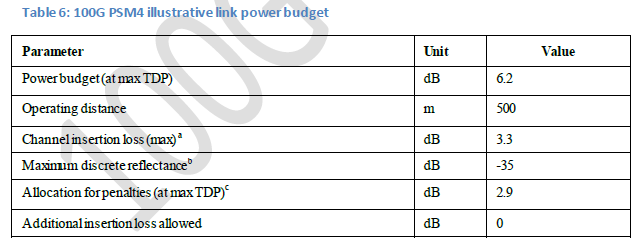 Table 6: 100G PSM4 illustrative link power budget
Parameter Unit Value
Power budget (at max TDP) dB 6.2
Operating distance m 500
Channel insertion loss (max) a dB 3.3
Maximum discrete reflectance b dB -35
Allocation for penalties (at max TDP) c dB 2.9
Additional insertion loss allowed dB 0
100G